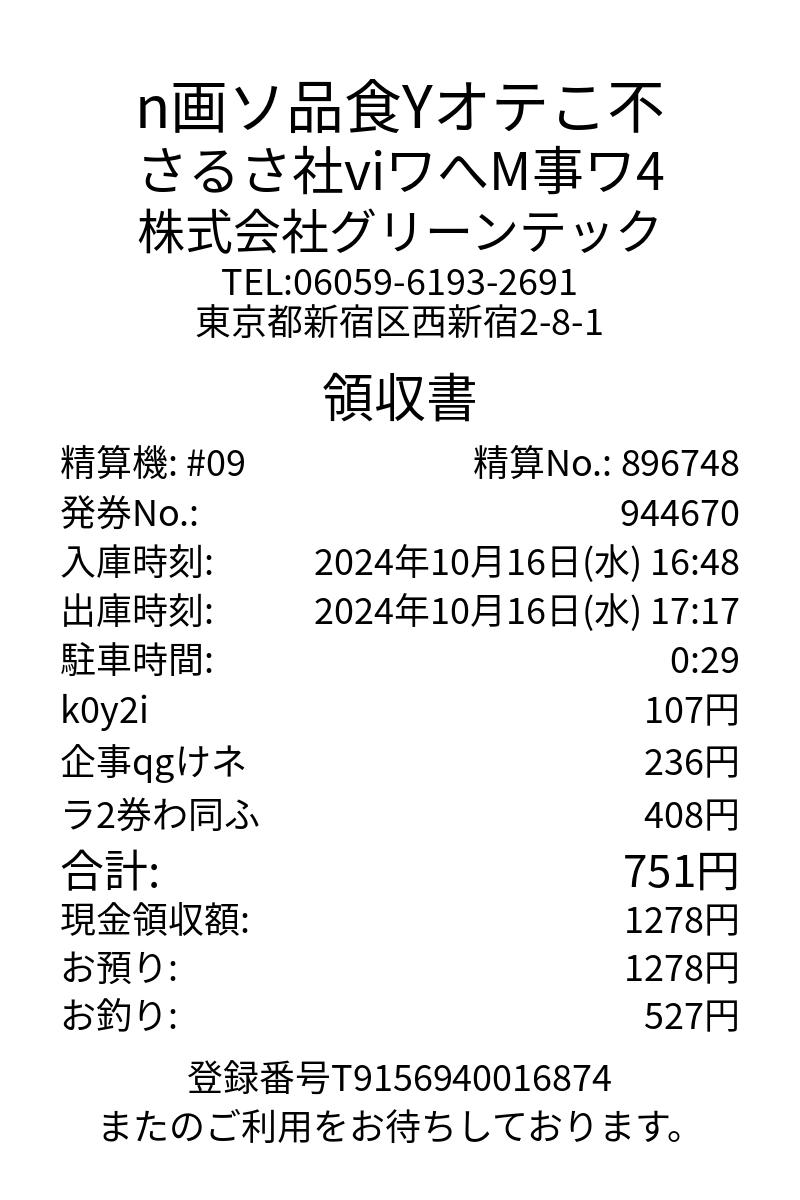 n画ソ品食Yオテこ不
さるさ社viワヘM事ワ4
株式会社グリーンテック
TEL:06059-6193-2691
東京都新宿区西新宿2-8-1
領収書
精算機: #09 精算No.: 896748
発券No.: 944670
入庫時刻: 2024年10月16日(水) 16:48
出庫時刻: 2024年10月16日(水) 17:17
駐車時間: 0:29
k0y2i 107円
企事qgけネ 236円
ラ2券わ同ふ 408円
合計: 751円
現金領収額: 1278円
お預り: 1278円
お釣り: 527円
登録番号T9156940016874
またのご利用をお待ちしております。